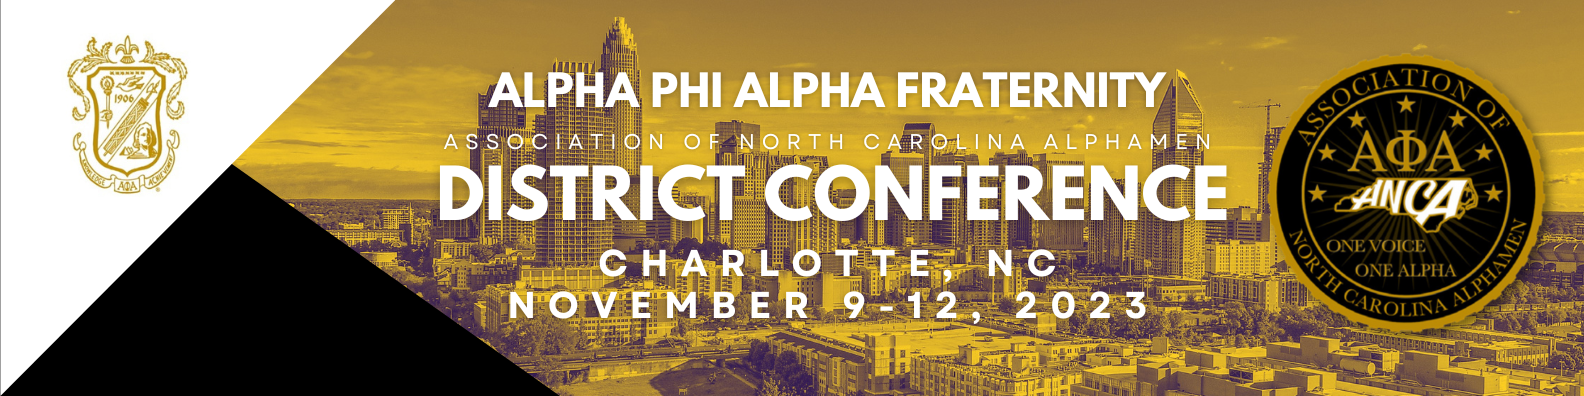 1906
ΑΦΑ
ALPHA PHI ALPHA FRATERNITY
ASSOCIATION OF NORTH CAROLINA ALPHAMEN
DISTRICT CONFERENCE
CHARLOTTE, NC
NOVEMBER 9-12, 2023
ASSOCIATION OF
ΑΦΑ
ANCA
ONE VOICE
ONE ALPHA
NORTH CAROLINA ALPHAMEN